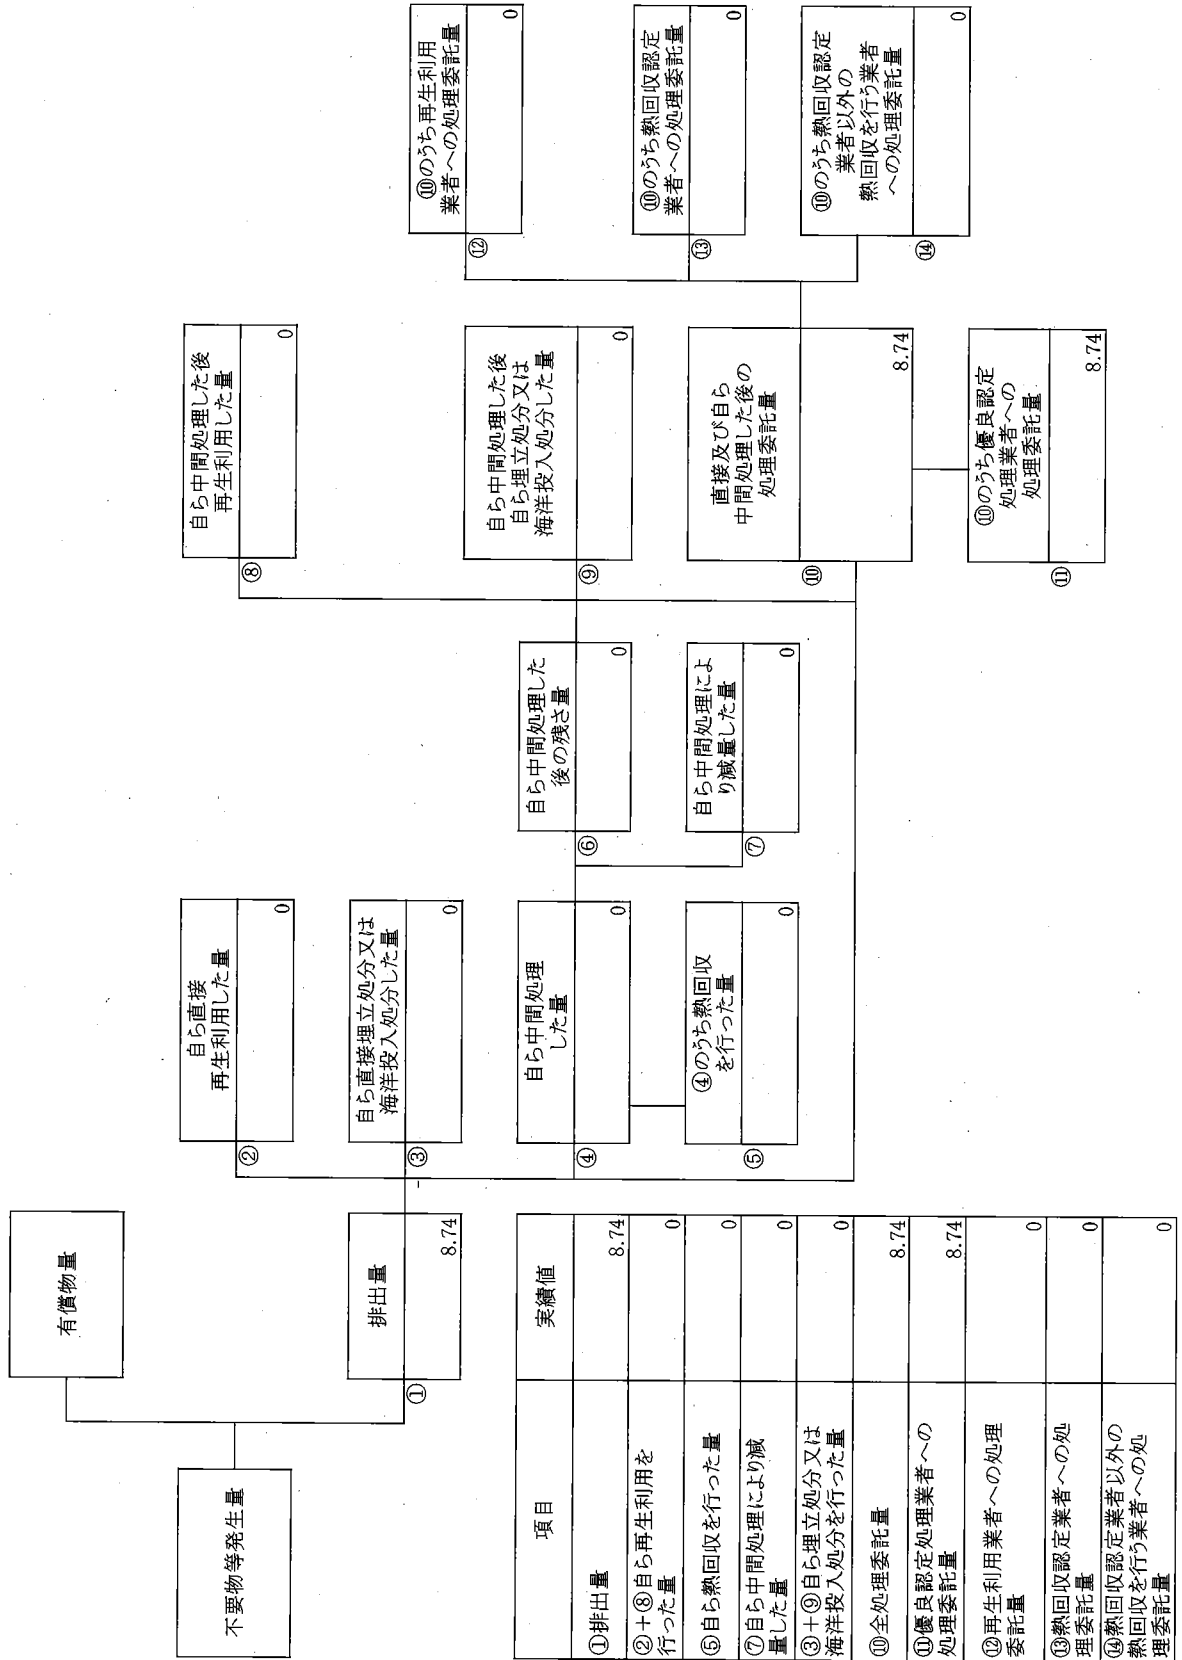 不要物等発生量
有償物量
排出量
①
8.74
自ら直接
再生利用した量
②
0
自ら直接埋立処分又は
海洋投入処分した量
③
0
自ら中間処理
した量
④
0
④のうち熱回収
を行った量
⑤
0
自ら中間処理した
後の残さ量
⑥
0
自ら中間処理によ
り減量した量
⑦
0
自ら中間処理した後
再生利用した量
⑧
0
自ら中間処理した後
自ら埋立処分又は
海洋投入処分した量
⑨
0
直接及び自ら
中間処理した後の
処理委託量
⑩
8.74
⑩のうち優良認定
処理業者への
処理委託量
⑪
8.74
⑩のうち再生利用
業者への処理委託量
⑫
0
⑩のうち熱回収認定
業者への処理委託量
⑬
0
⑩のうち熱回収認定
業者以外の
熱回収を行う業者
への処理委託量
⑭
0
項目
実績値
①排出量
8.74
②+⑧自ら再生利用を
行った量
0
⑤自ら熱回収を行った量
0
⑦自ら中間処理により減
量した量
0
③+⑨自ら埋立処分又は
海洋投入処分を行った量
0
⑩全処理委託量
8.74
⑪優良認定処理業者への
処理委託量
8.74
⑫再生利用業者への処理
委託量
0
⑬熱回収認定業者への処
理委託量
0
⑭熱回収認定業者以外の
熱回収を行う業者への処
理委託量
0